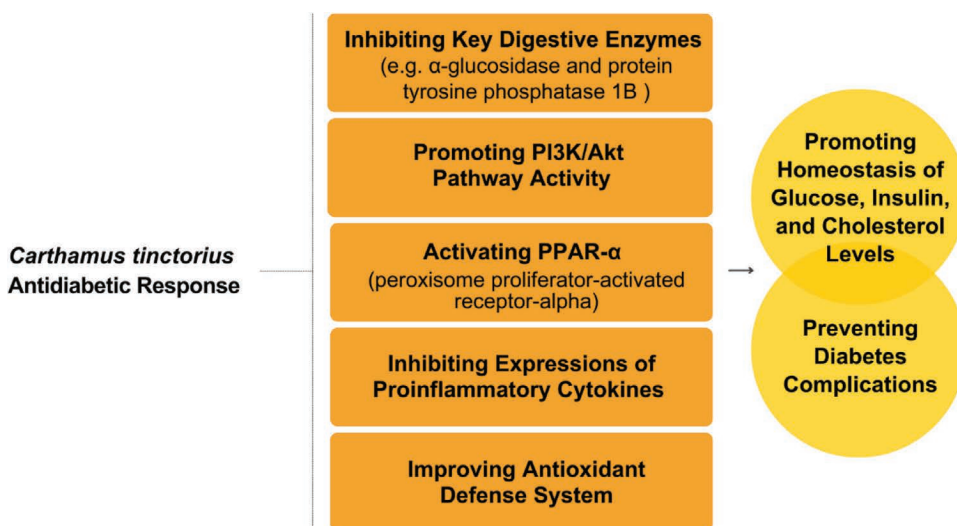 Carthamus tinctorius
Antidiabetic Response
Inhibiting Key Digestive Enzymes
(e.g. α-glucosidase and protein
tyrosine phosphatase 1B )
Promoting PI3K/Akt
Pathway Activity
Activating PPAR-α
(peroxisome proliferator-activated
receptor-alpha)
Inhibiting Expressions of
Proinflammatory Cytokines
Improving Antioxidant
Defense System
Promoting
Homeostasis of
Glucose, Insulin,
and Cholesterol
Levels
Preventing
Diabetes
Complications